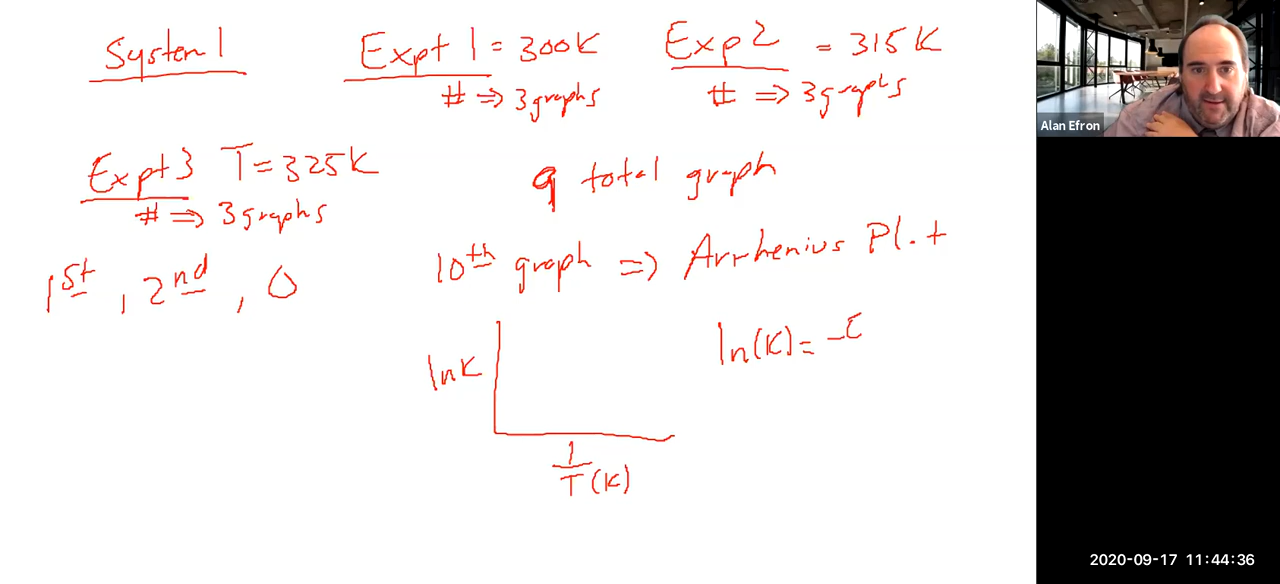 System 1
Expt 1 = 300K
# ⇒ 3 graphs
Exp 2 = 315K
# ⇒ 3 graphs
Expt 3 T = 325K
# ⇒ 3 graphs
9 total graph
1st, 2nd, 0
10th graph ⇒ Arrhenius Plot
ln(K) = -E
lnK
1/T (K)
Alan Efron
2020-09-17 11:44:36